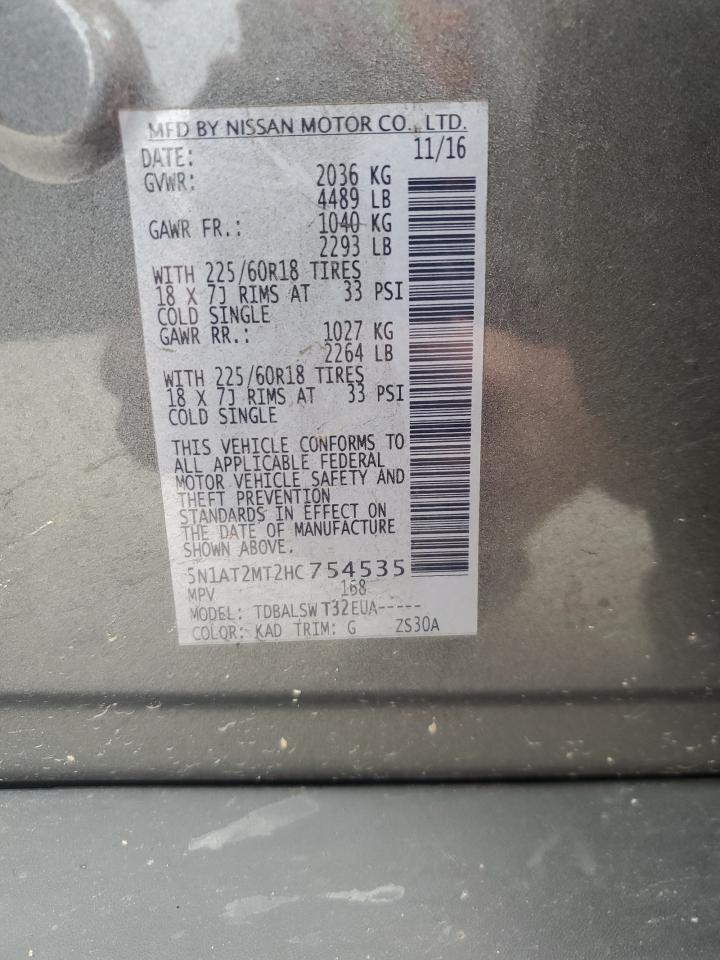 MFD BY NISSAN MOTOR CO., LTD.
DATE: 11/16
GVWR: 2036 KG
4489 LB
GAWR FR.: 1040 KG
2293 LB
WITH 225/60R18 TIRES
18 X 7J RIMS AT 33 PSI
COLD SINGLE
GAWR RR.: 1027 KG
2264 LB
WITH 225/60R18 TIRES
18 X 7J RIMS AT 33 PSI
COLD SINGLE
THIS VEHICLE CONFORMS TO
ALL APPLICABLE FEDERAL
MOTOR VEHICLE SAFETY AND
THEFT PREVENTION
STANDARDS IN EFFECT ON
THE DATE OF MANUFACTURE
SHOWN ABOVE.
5N1AT2MT2HC754535
MPV 168
MODEL: TDBALSWT32EUA-----
COLOR: KAD TRIM: G ZS30A